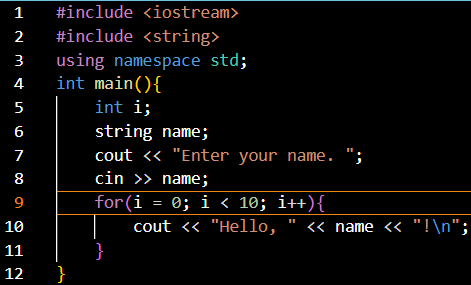 1 #include <iostream>
2 #include <string>
3 using namespace std;
4 int main(){
5     int i;
6     string name;
7     cout << "Enter your name. ";
8     cin >> name;
9     for(i = 0; i < 10; i++){
10         cout << "Hello, " << name << "!\n";
11     }
12 }